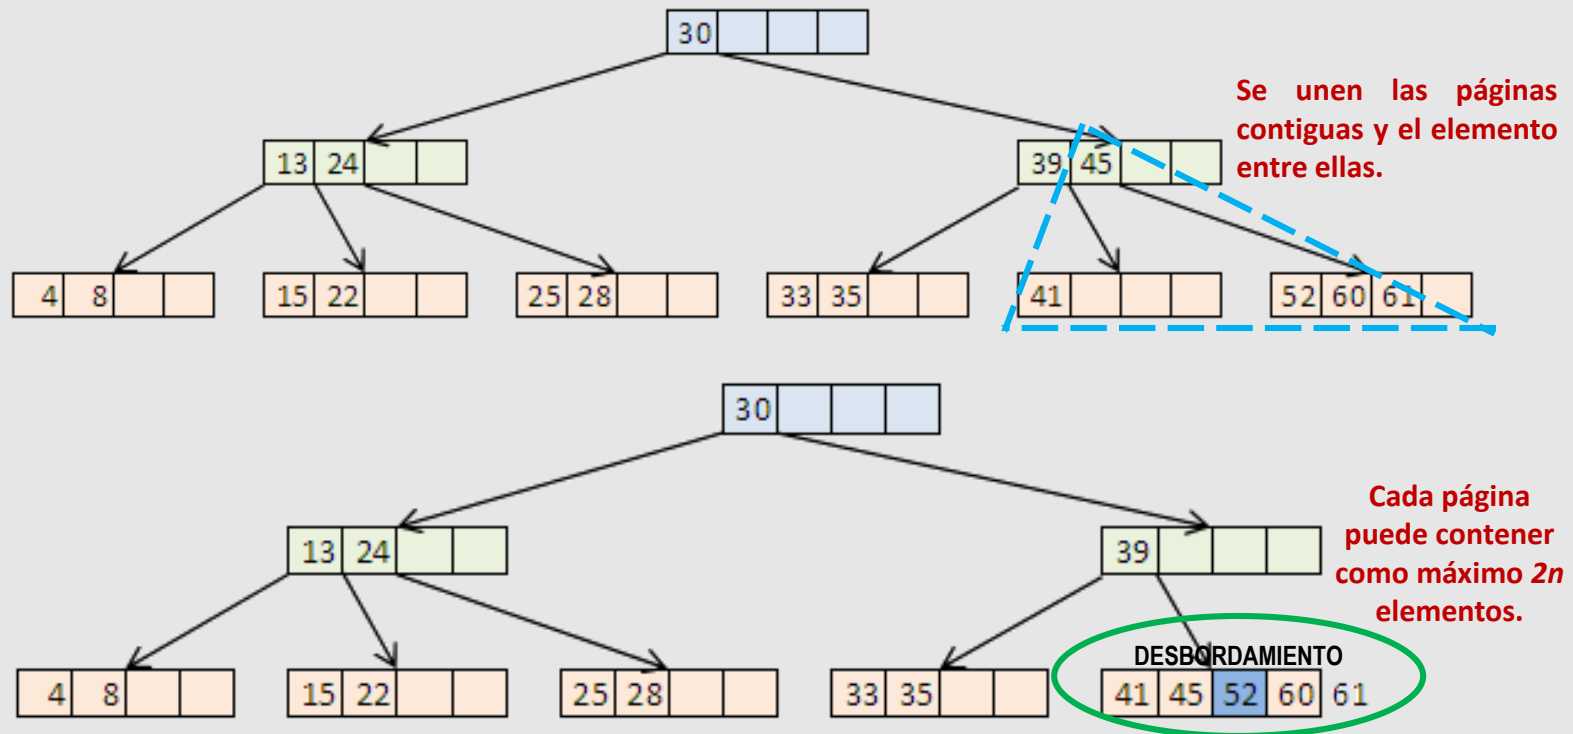 30
Se unen las páginas
contiguas y el elemento
entre ellas.
13 24
39 45
4 8
15 22
25 28
33 35
41
52 60 61
30
Cada página
puede contener
como máximo 2n
elementos.
13 24
39
DESBORDAMIENTO
4 8
15 22
25 28
33 35
41 45 52 60 61